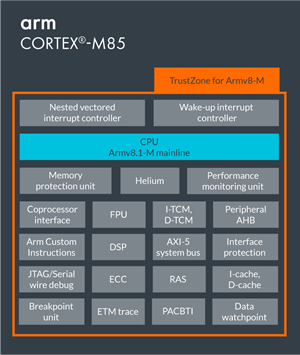 arm
CORTEX®-M85
TrustZone for Armv8-M
Nested vectored
interrupt controller
Wake-up interrupt
controller
CPU
Armv8.1-M mainline
Memory
protection unit
Helium
Performance
monitoring unit
Coprocessor
interface
FPU
I-TCM,
D-TCM
Peripheral
AHB
Arm Custom
Instructions
DSP
AXI-5
system bus
Interface
protection
JTAG/Serial
wire debug
ECC
RAS
I-cache,
D-cache
Breakpoint
unit
ETM trace
PACBTI
Data
watchpoint